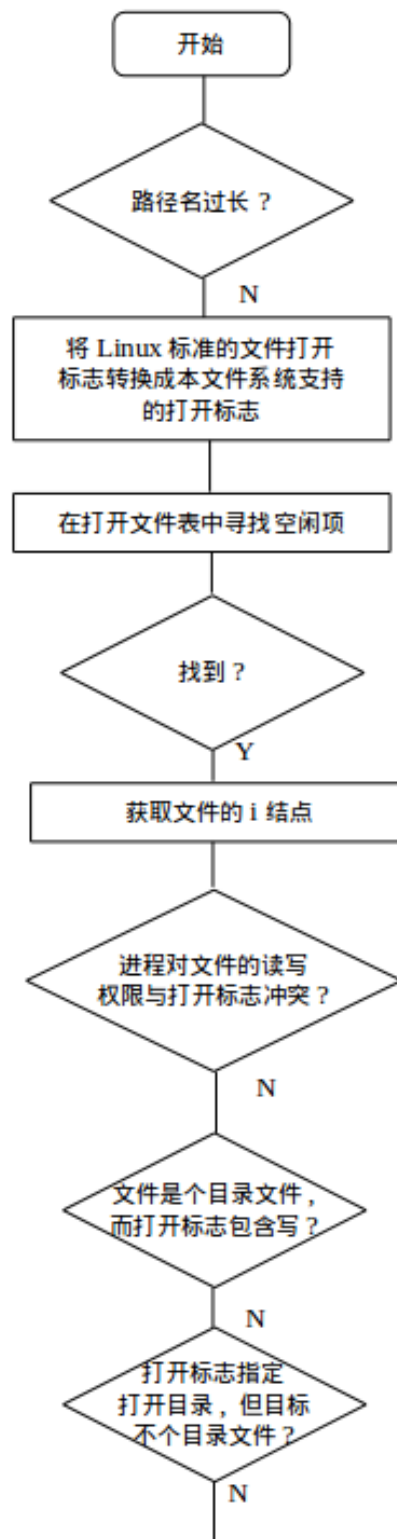 开始
路径名过长？
N
将 Linux 标准的文件打开
标志转换成本文件系统支持
的打开标志
在打开文件表中寻找空闲项
找到？
Y
获取文件的 i 结点
进程对文件的读写
权限与打开标志冲突？
N
文件是个目录文件，
而打开标志包含写？
N
打开标志指定
打开目录，但目标
不个目录文件？
N